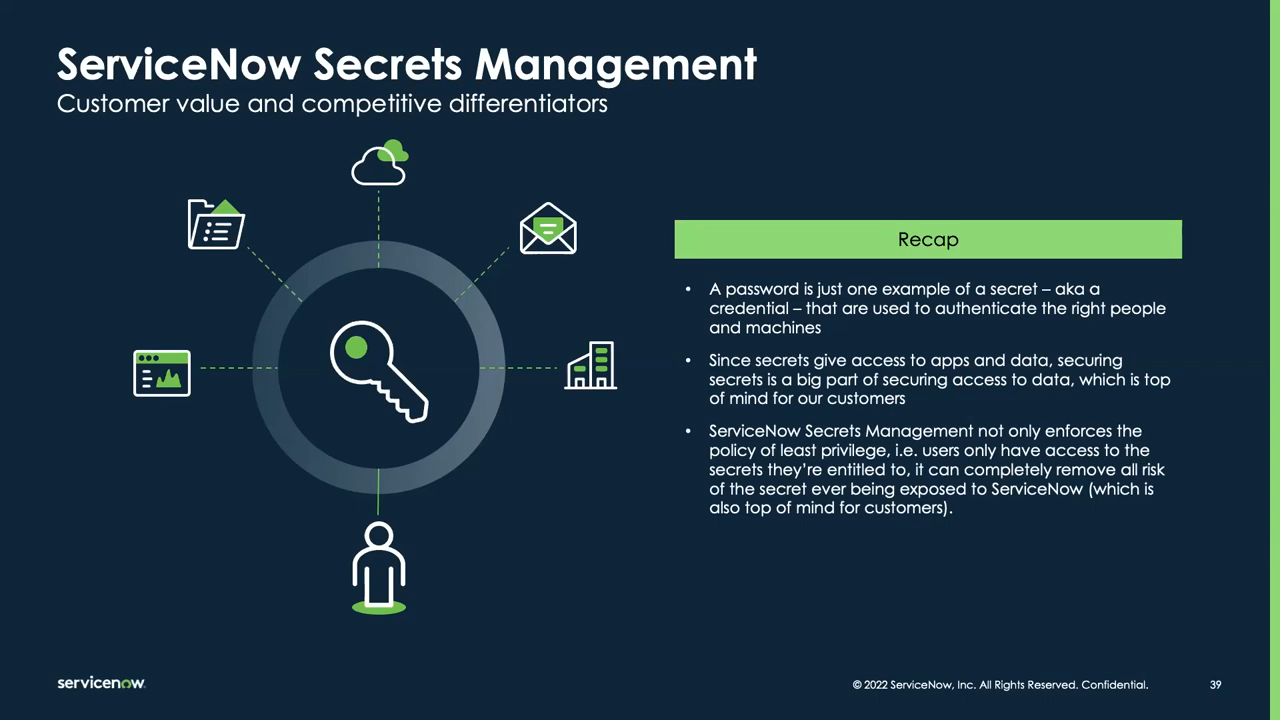 ServiceNow Secrets Management
Customer value and competitive differentiators
Recap
• A password is just one example of a secret – aka a
credential – that are used to authenticate the right people
and machines
• Since secrets give access to apps and data, securing
secrets is a big part of securing access to data, which is top
of mind for our customers
• ServiceNow Secrets Management not only enforces the
policy of least privilege, i.e. users only have access to the
secrets they’re entitled to, it can completely remove all risk
of the secret ever being exposed to ServiceNow (which is
also top of mind for customers).
servicenow.
© 2022 ServiceNow, Inc. All Rights Reserved. Confidential.
39